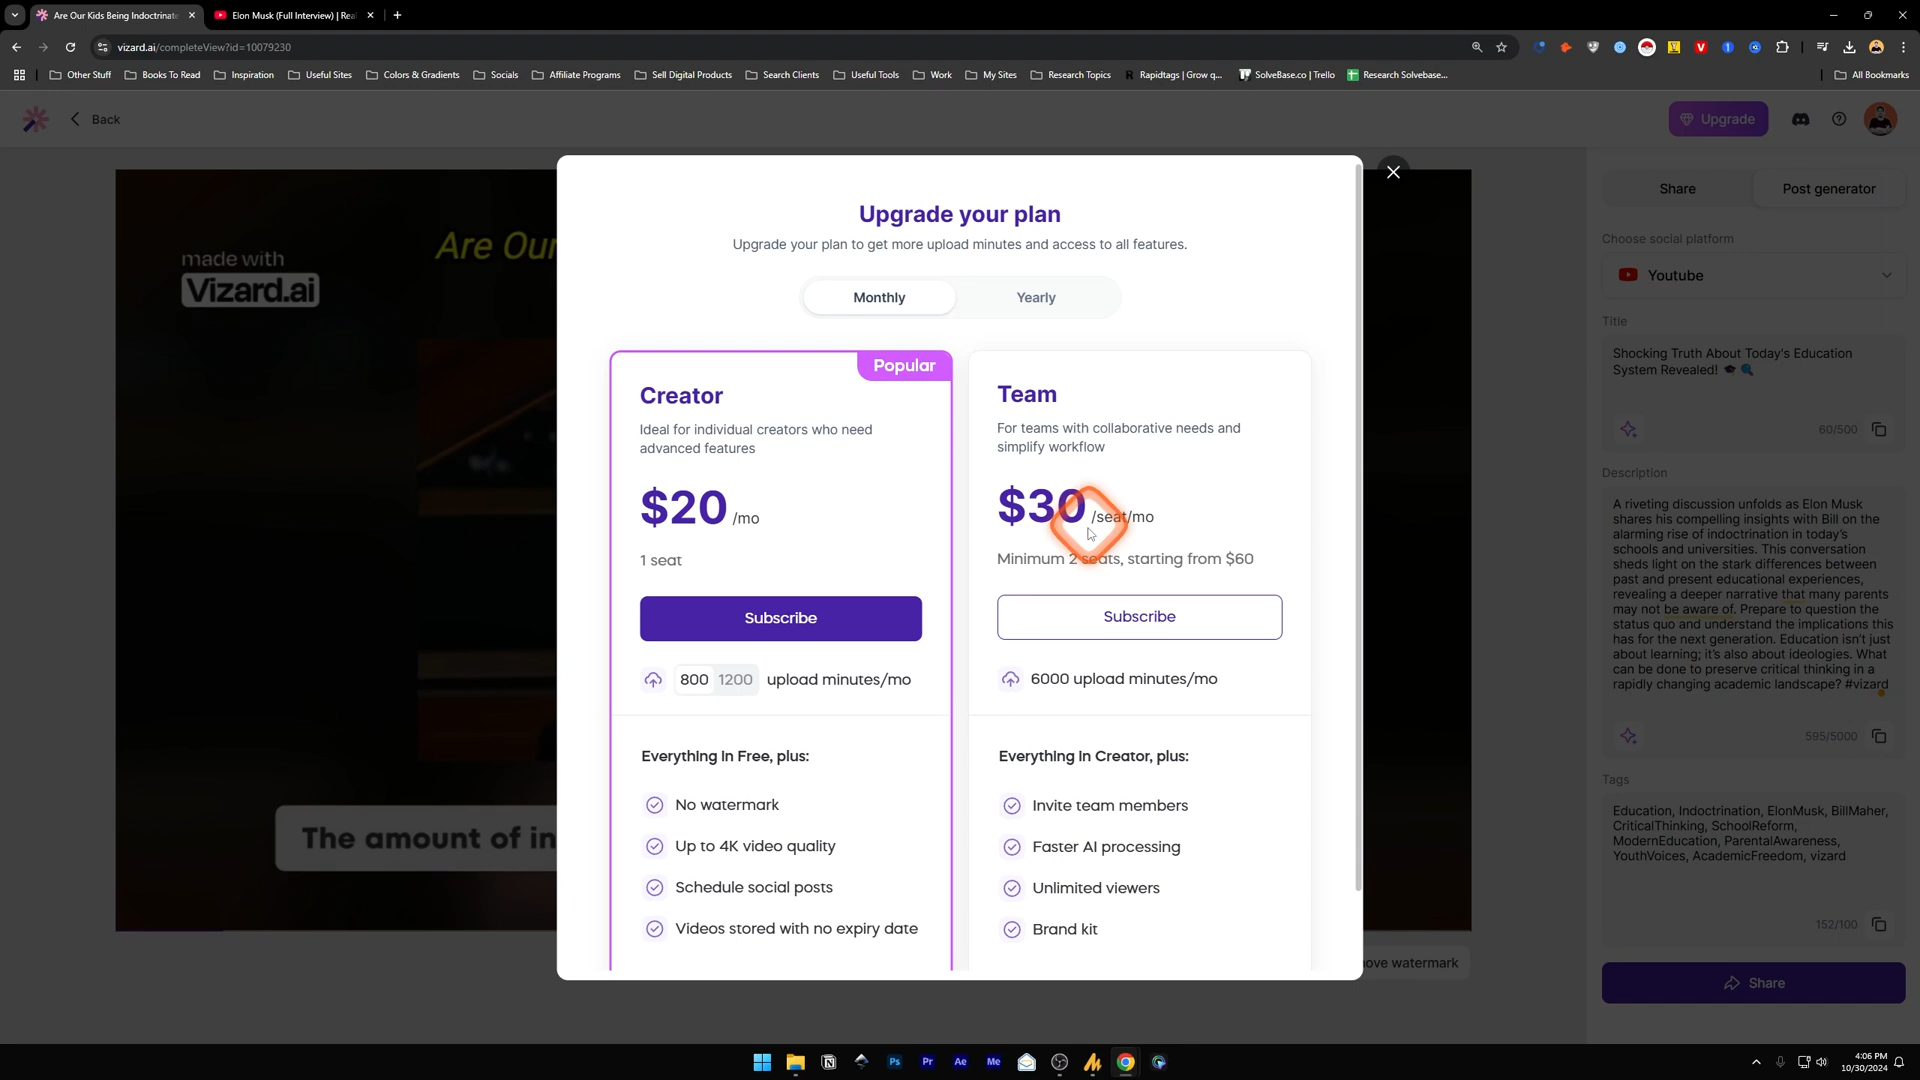 Are Our Kids Being Indoctrinate
Elon Musk (Full Interview) | Rea
vizard.ai/completeView?id=10079230
Other Stuff
Books To Read
Inspiration
Useful Sites
Colors & Gradients
Socials
Affiliate Programs
Sell Digital Products
Search Clients
Useful Tools
Work
My Sites
Research Topics
Rapidtags | Grow q...
SolveBase.co | Trello
Research Solvebase...
All Bookmarks
Back
Upgrade
made with
Vizard.ai
Are Our
The amount of in
Upgrade your plan
Upgrade your plan to get more upload minutes and access to all features.
Monthly
Yearly
Popular
Creator
Ideal for individual creators who need
advanced features
$20 /mo
1 seat
Subscribe
800 1200 upload minutes/mo
Everything in Free, plus:
No watermark
Up to 4K video quality
Schedule social posts
Videos stored with no expiry date
Team
For teams with collaborative needs and
simplify workflow
$30 /seat/mo
Minimum 2 seats, starting from $60
Subscribe
6000 upload minutes/mo
Everything in Creator, plus:
Invite team members
Faster AI processing
Unlimited viewers
Brand kit
ove watermark
Share
Post generator
Choose social platform
Youtube
Title
Shocking Truth About Today's Education
System Revealed! 🎓 🔍
60/500
Description
A riveting discussion unfolds as Elon Musk
shares his compelling insights with Bill on the
alarming rise of indoctrination in today's
schools and universities. This conversation
sheds light on the stark differences between
past and present educational experiences,
revealing a deeper narrative that many parents
may not be aware of. Prepare to question the
status quo and understand the implications this
has for the next generation. Education isn't just
about learning; it's also about ideologies. What
can be done to preserve critical thinking in a
rapidly changing academic landscape? #vizard
595/5000
Tags
Education, Indoctrination, ElonMusk, BillMaher,
CriticalThinking, SchoolReform,
ModernEducation, ParentalAwareness,
YouthVoices, AcademicFreedom, vizard
152/100
Share
Ps
Pr
Ae
Me
4:06 PM
10/30/2024